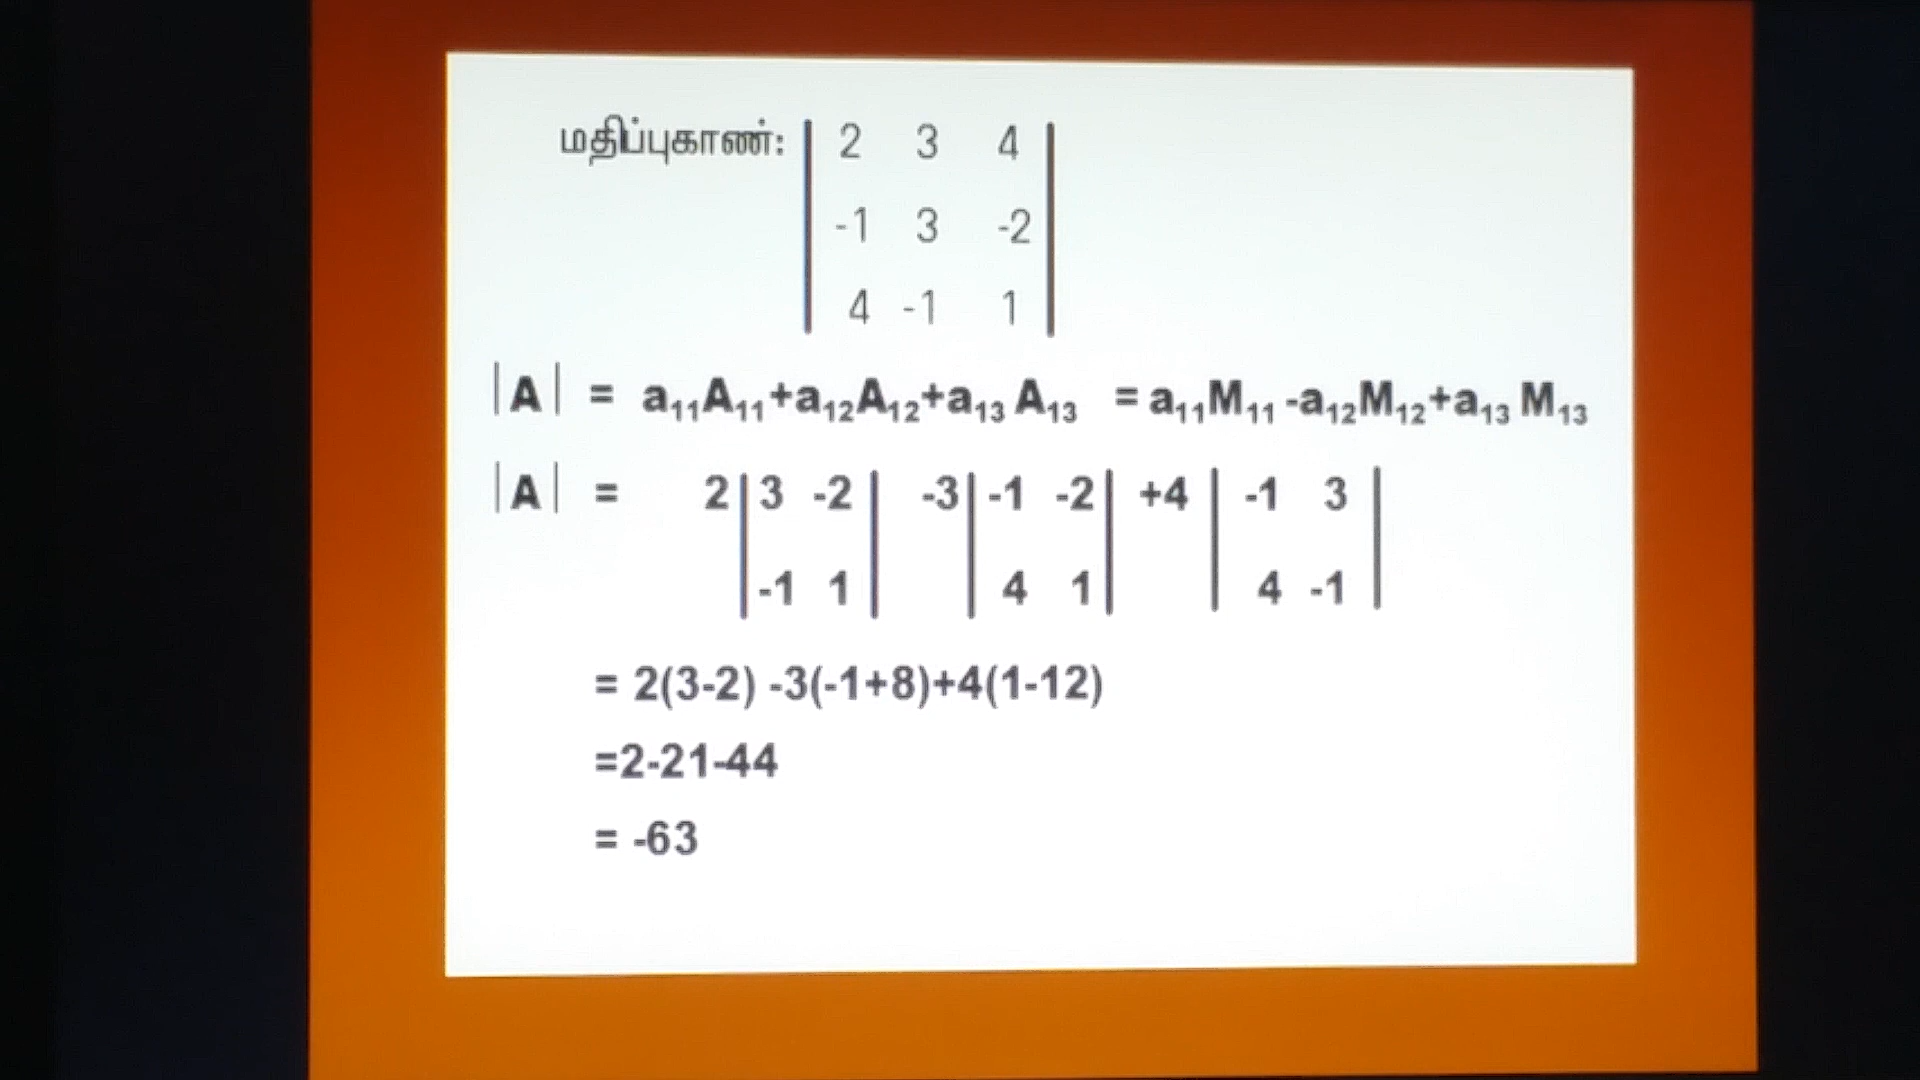 மதிப்புகாண்: | 2 3 4 |
| -1 3 -2 |
| 4 -1 1 |
|A| = a₁₁A₁₁+a₁₂A₁₂+a₁₃ A₁₃ = a₁₁M₁₁ -a₁₂M₁₂+a₁₃ M₁₃
|A| = 2| 3 -2 | -3| -1 -2 | +4 | -1 3 |
| -1 1 | | 4 1 | | 4 -1 |
= 2(3-2) -3(-1+8)+4(1-12)
=2-21-44
= -63